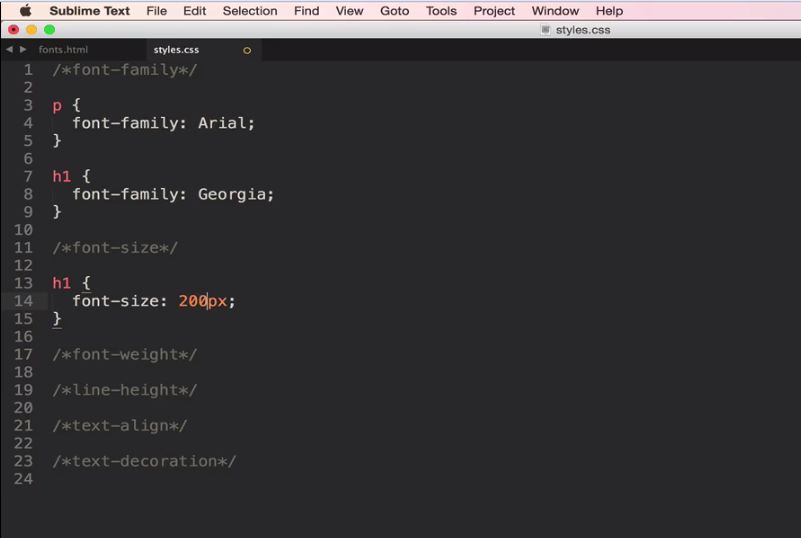 Sublime Text File Edit Selection Find View Goto Tools Project Window Help
styles.css
fonts.html styles.css
1 /*font-family*/
2
3 p {
4 font-family: Arial;
5 }
6
7 h1 {
8 font-family: Georgia;
9 }
10
11 /*font-size*/
12
13 h1 {
14 font-size: 200px;
15 }
16
17 /*font-weight*/
18
19 /*line-height*/
20
21 /*text-align*/
22
23 /*text-decoration*/
24